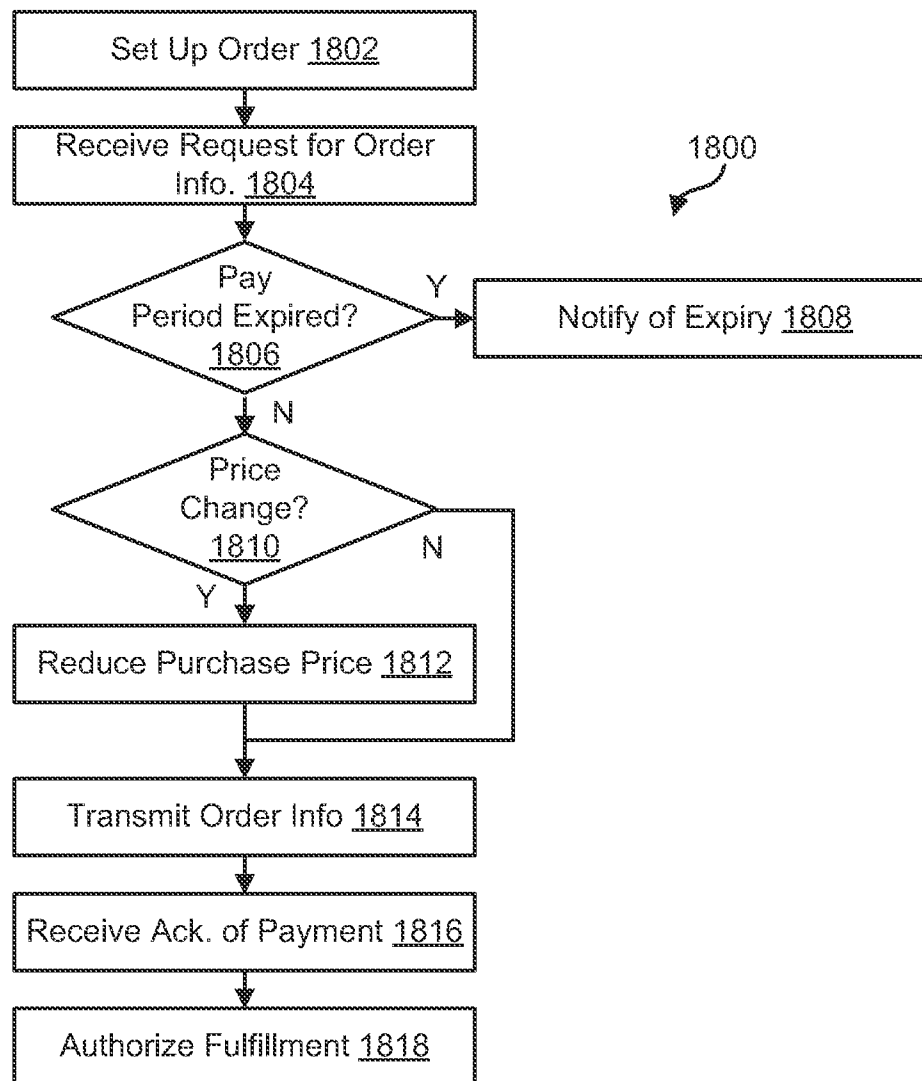 Set Up Order 1802
Receive Request for Order
Info. 1804
1800
Pay
Period Expired?
1806
Y
Notify of Expiry 1808
N
Price
Change?
1810
N
Y
Reduce Purchase Price 1812
Transmit Order Info 1814
Receive Ack. of Payment 1816
Authorize Fulfillment 1818